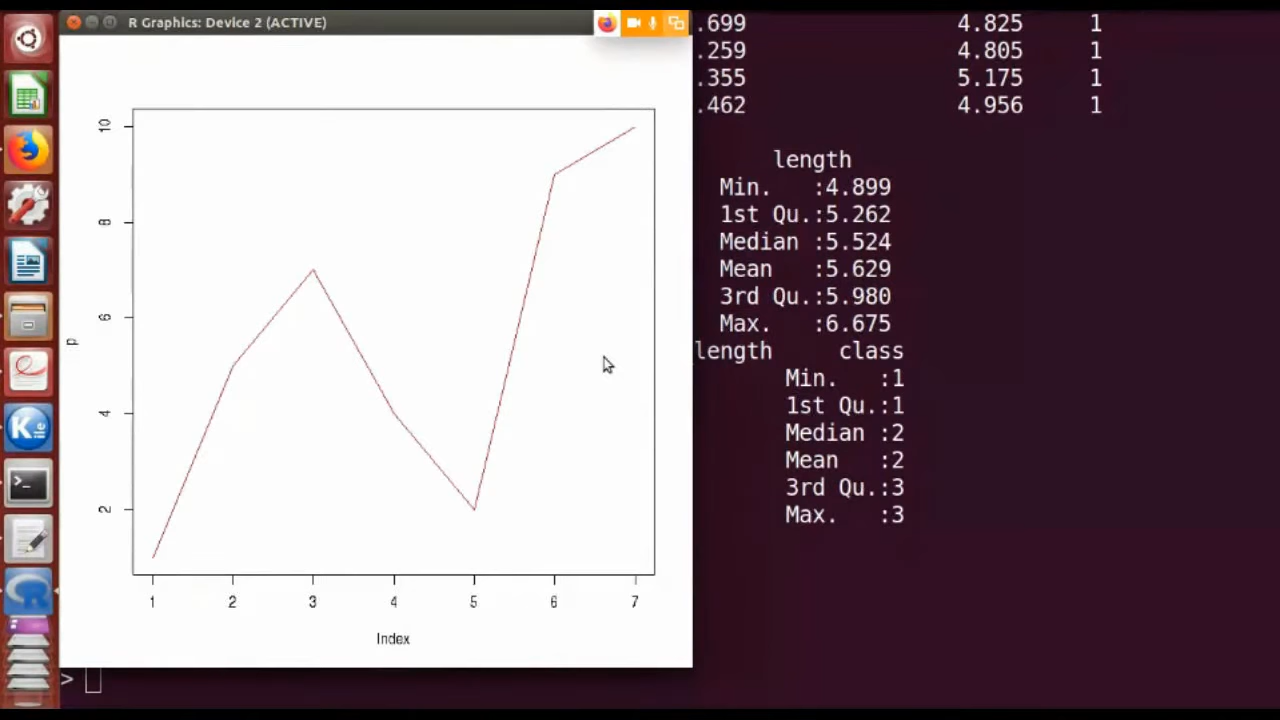 R Graphics: Device 2 (ACTIVE)
10
8
6
4
2
p
1 2 3 4 5 6 7
Index
.699 4.825 1
.259 4.805 1
.355 5.175 1
.462 4.956 1
length
Min. :4.899
1st Qu.:5.262
Median :5.524
Mean :5.629
3rd Qu.:5.980
Max. :6.675
length class
Min. :1
1st Qu.:1
Median :2
Mean :2
3rd Qu.:3
Max. :3
>